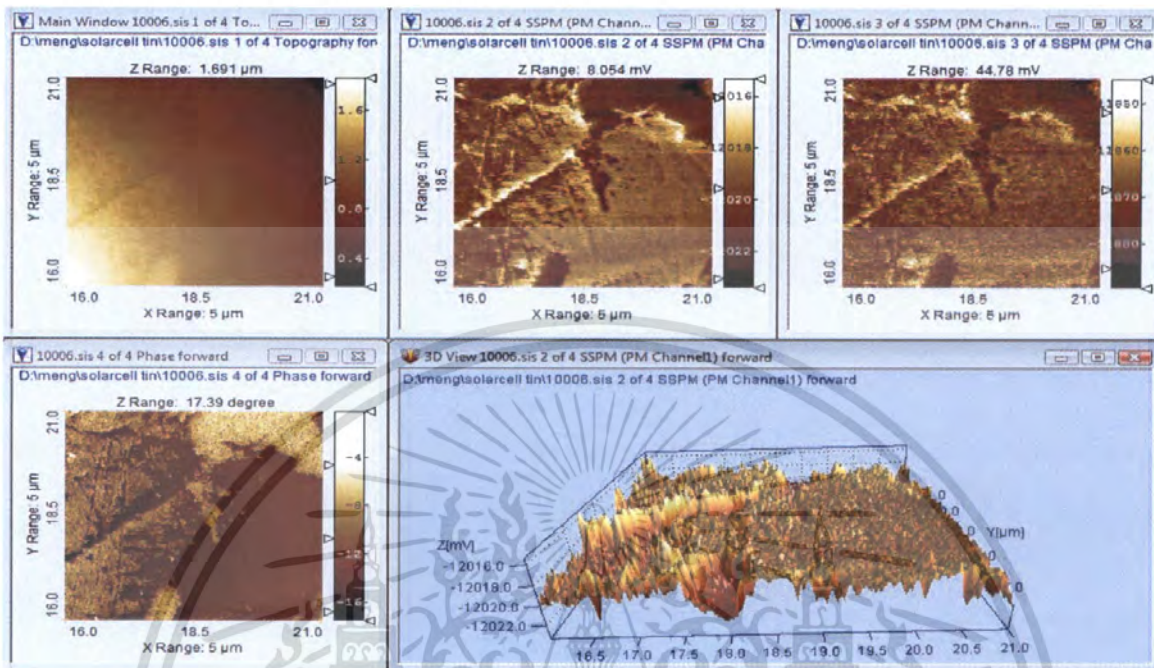 Main Window 10006.sis 1 of 4 To...
D:\meng\solarcell tin\10006.sis 1 of 4 Topography for
Z Range: 1.691 µm
Y Range: 5 µm
21.0
18.5
16.0
1.6
1.2
0.8
0.4
16.0 18.5 21.0
X Range: 5 µm
10006.sis 2 of 4 SSPM (PM Chann...
D:\meng\solarcell tin\10006.sis 2 of 4 SSPM (PM Cha
Z Range: 8.054 mV
Y Range: 5 µm
21.0
18.5
16.0
16.0 18.5 21.0
X Range: 5 µm
10006.sis 3 of 4 SSPM (PM Chann...
D:\meng\solarcell tin\10006.sis 3 of 4 SSPM (PM Cha
Z Range: 44.78 mV
Y Range: 5 µm
21.0
18.5
16.0
16.0 18.5 21.0
X Range: 5 µm
10006.sis 4 of 4 Phase forward
D:\meng\solarcell tin\10006.sis 4 of 4 Phase forward
Z Range: 17.39 degree
Y Range: 5 µm
21.0
18.5
16.0
-4
-8
-12
-16
16.0 18.5 21.0
X Range: 5 µm
3D View 10006.sis 2 of 4 SSPM (PM Channel1) forward
D:\meng\solarcell tin\10006.sis 2 of 4 SSPM (PM Channel1) forward
Z[mV]
-12016.0
-12018.0
-12020.0
-12022.0
Y[µm]
16.5 17.0 17.5 18.0 18.5 19.0 19.5 20.0 20.5 21.0